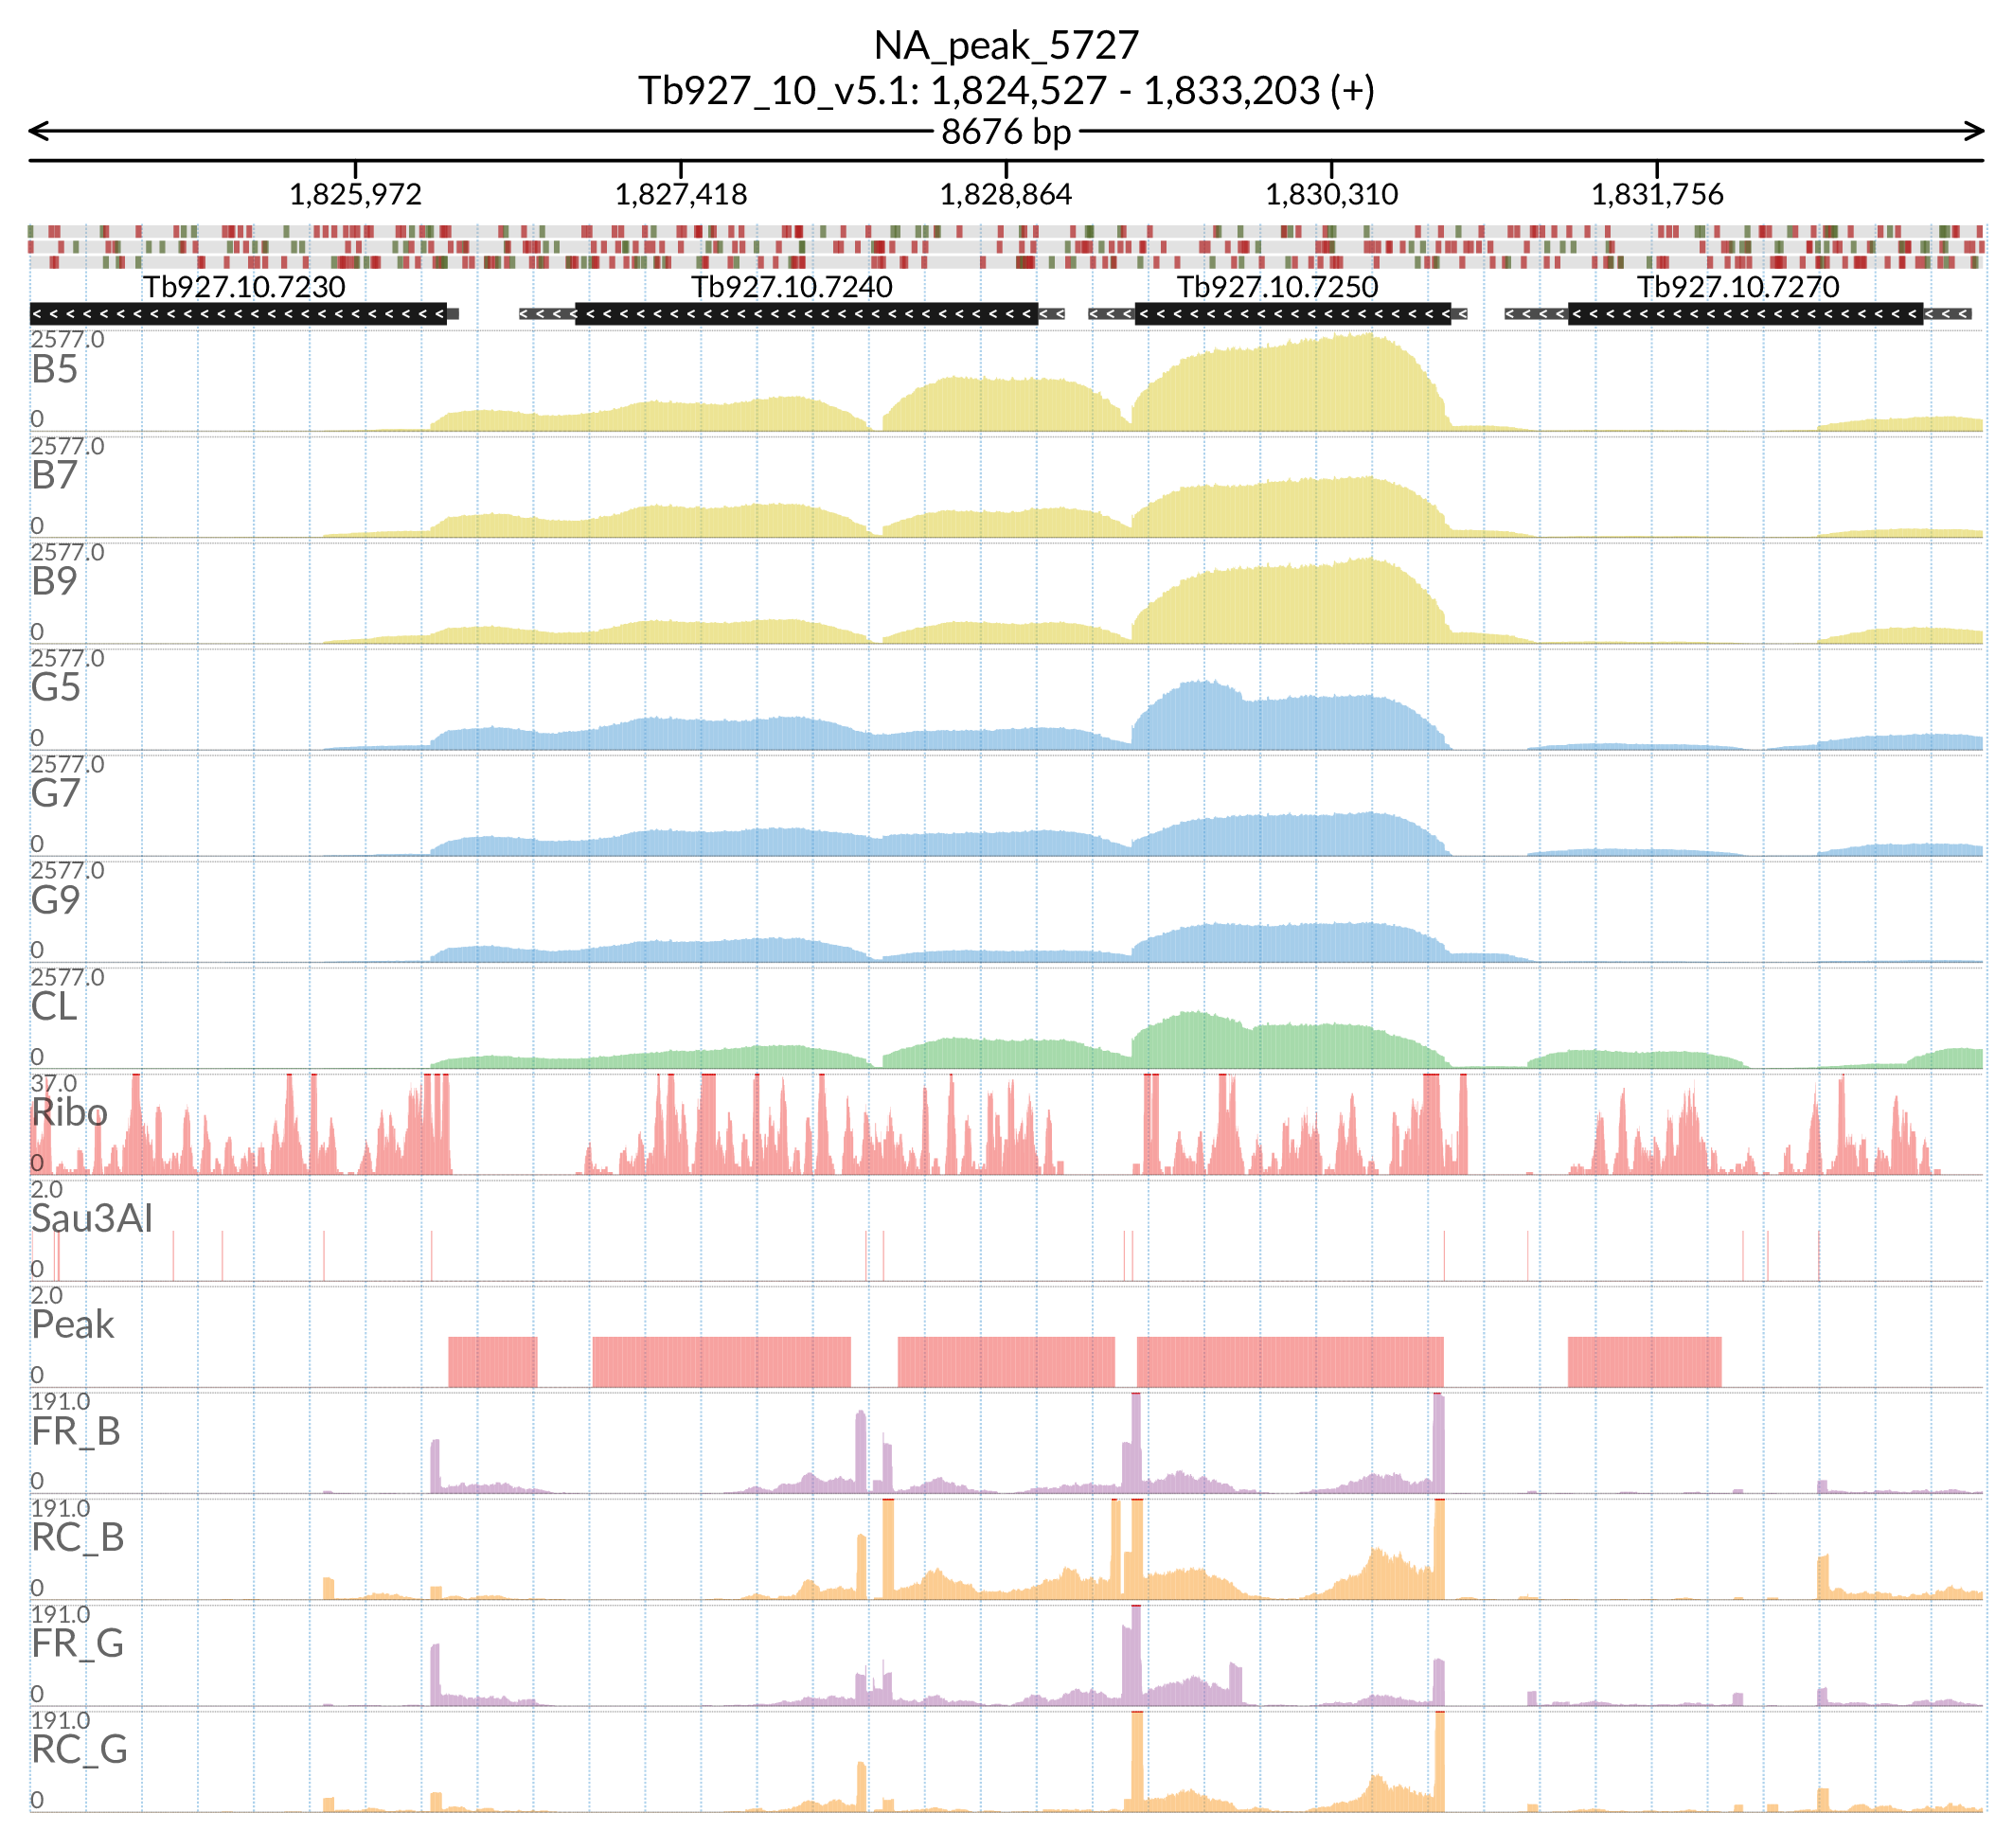 NA_peak_5727
Tb927_10_v5.1: 1,824,527 - 1,833,203 (+)
8676 bp
1,825,972 1,827,418 1,828,864 1,830,310 1,831,756
Tb927.10.7230 Tb927.10.7240 Tb927.10.7250 Tb927.10.7270
2577.0
B5
0
2577.0
B7
0
2577.0
B9
0
2577.0
G5
0
2577.0
G7
0
2577.0
G9
0
2577.0
CL
0
37.0
Ribo
0
2.0
Sau3AI
0
2.0
Peak
0
191.0
FR_B
0
191.0
RC_B
0
191.0
FR_G
0
191.0
RC_G
0